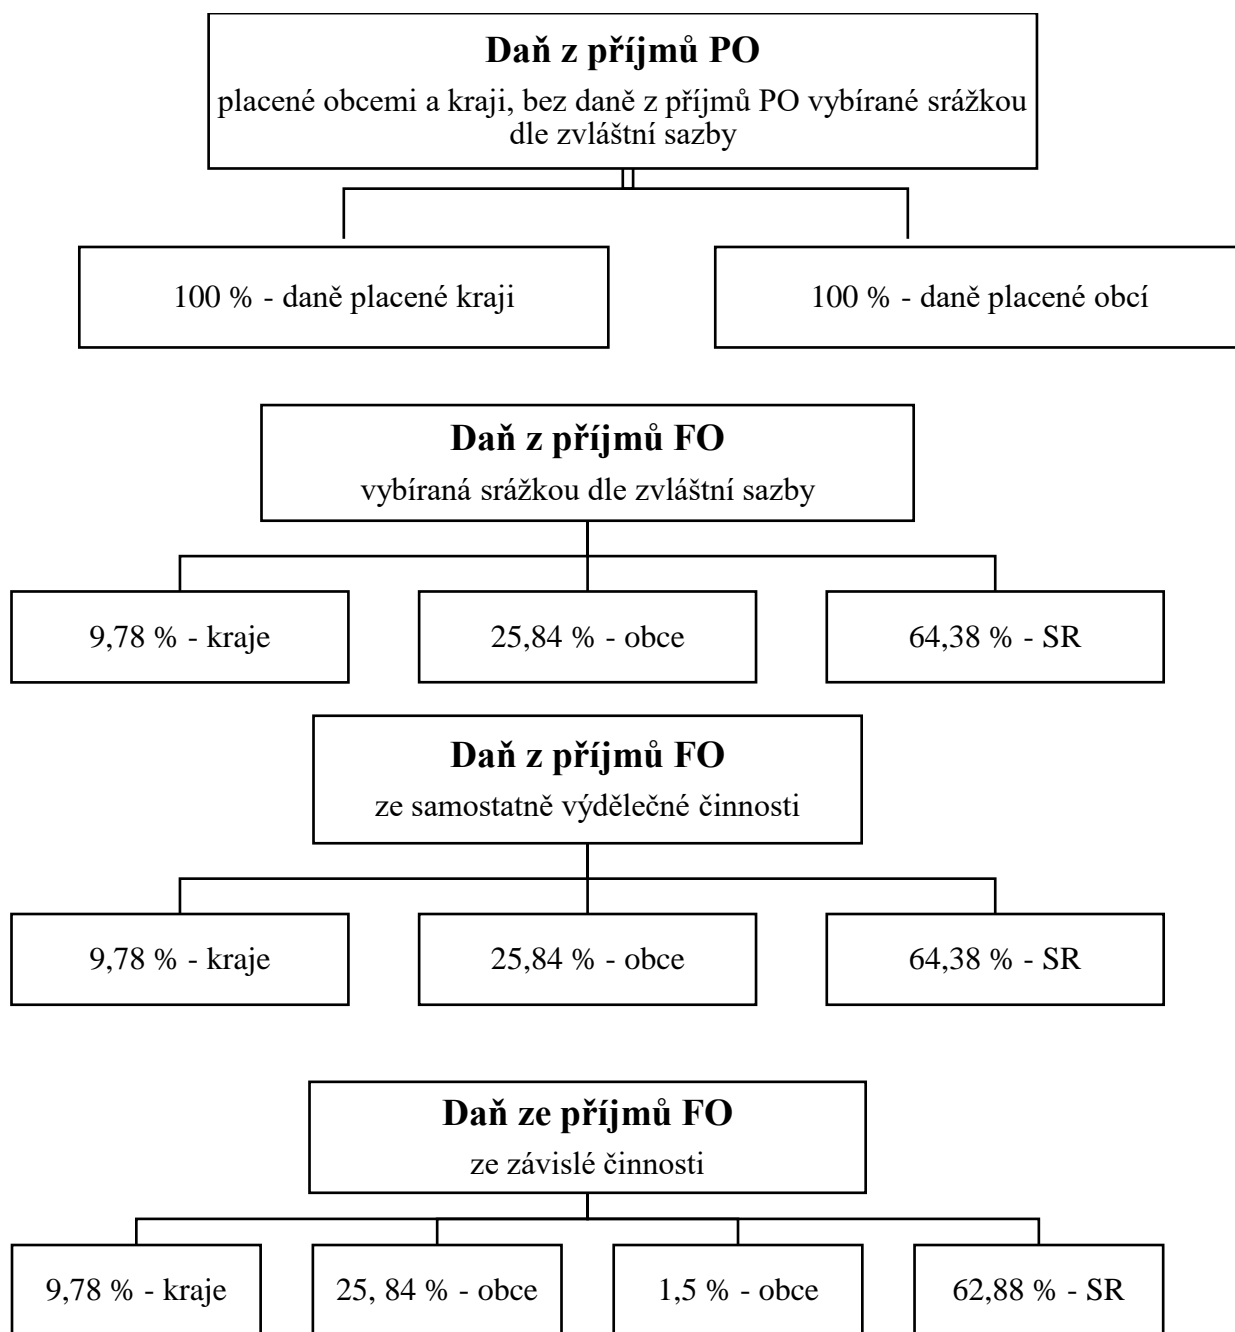 Daň z příjmů PO
placené obcemi a kraji, bez daně z příjmů PO vybírané srážkou
dle zvláštní sazby
100 % - daně placené kraji
100 % - daně placené obcí
Daň z příjmů FO
vybíraná srážkou dle zvláštní sazby
9,78 % - kraje
25,84 % - obce
64,38 % - SR
Daň z příjmů FO
ze samostatně výdělečné činnosti
9,78 % - kraje
25,84 % - obce
64,38 % - SR
Daň ze příjmů FO
ze závislé činnosti
9,78 % - kraje
25, 84 % - obce
1,5 % - obce
62,88 % - SR